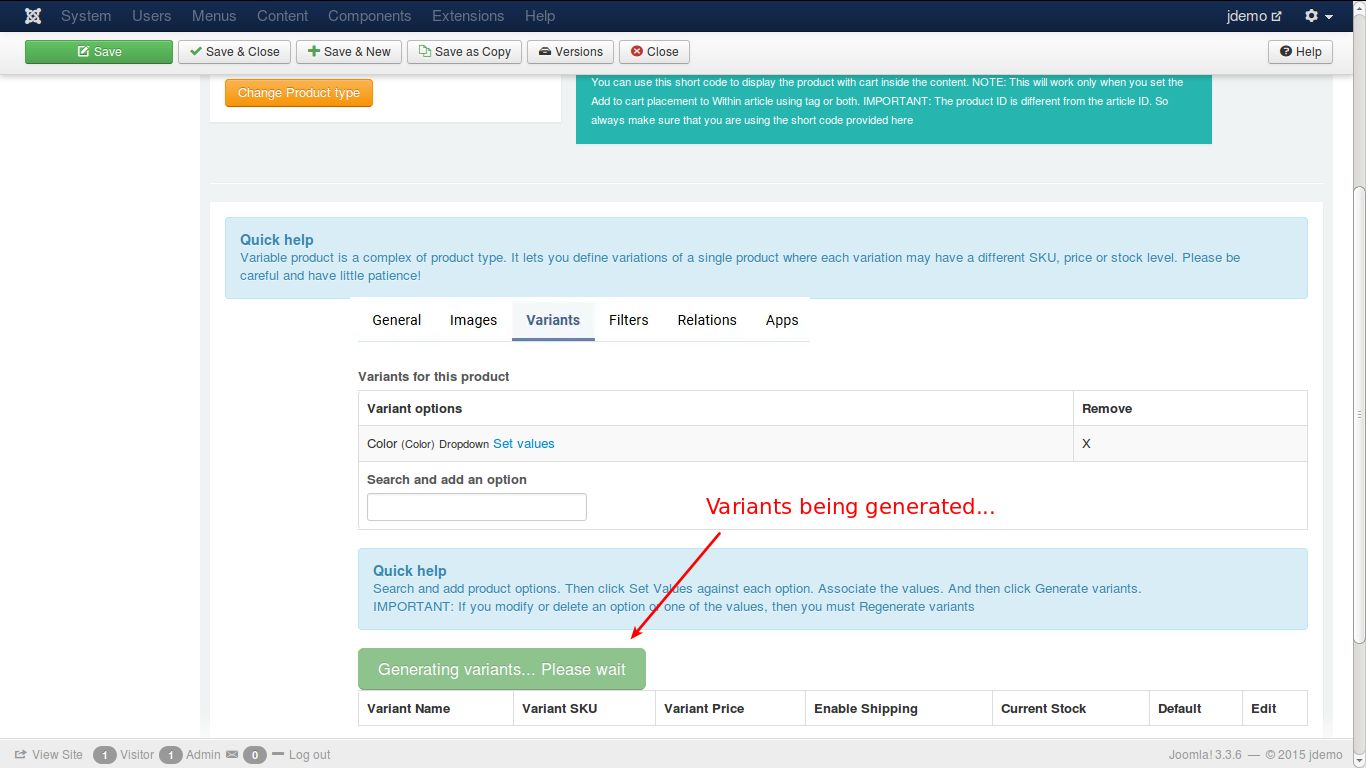 System Users Menus Content Components Extensions Help jdemo
Save Save & Close Save & New Save as Copy Versions Close Help
Change Product type
You can use this short code to display the product with cart inside the content. NOTE: This will work only when you set the
Add to cart placement to Within article using tag or both. IMPORTANT: The product ID is different from the article ID. So
always make sure that you are using the short code provided here
Quick help
Variable product is a complex of product type. It lets you define variations of a single product where each variation may have a different SKU, price or stock level. Please be
careful and have little patience!
General Images Variants Filters Relations Apps
Variants for this product
Variant options Remove
Color (Color) Dropdown Set values X
Search and add an option
Variants being generated...
Quick help
Search and add product options. Then click Set Values against each option. Associate the values. And then click Generate variants.
IMPORTANT: If you modify or delete an option or one of the values, then you must Regenerate variants
Generating variants... Please wait
Variant Name Variant SKU Variant Price Enable Shipping Current Stock Default Edit
View Site 1 Visitor 1 Admin 0 Log out Joomla! 3.3.6 — © 2015 jdemo